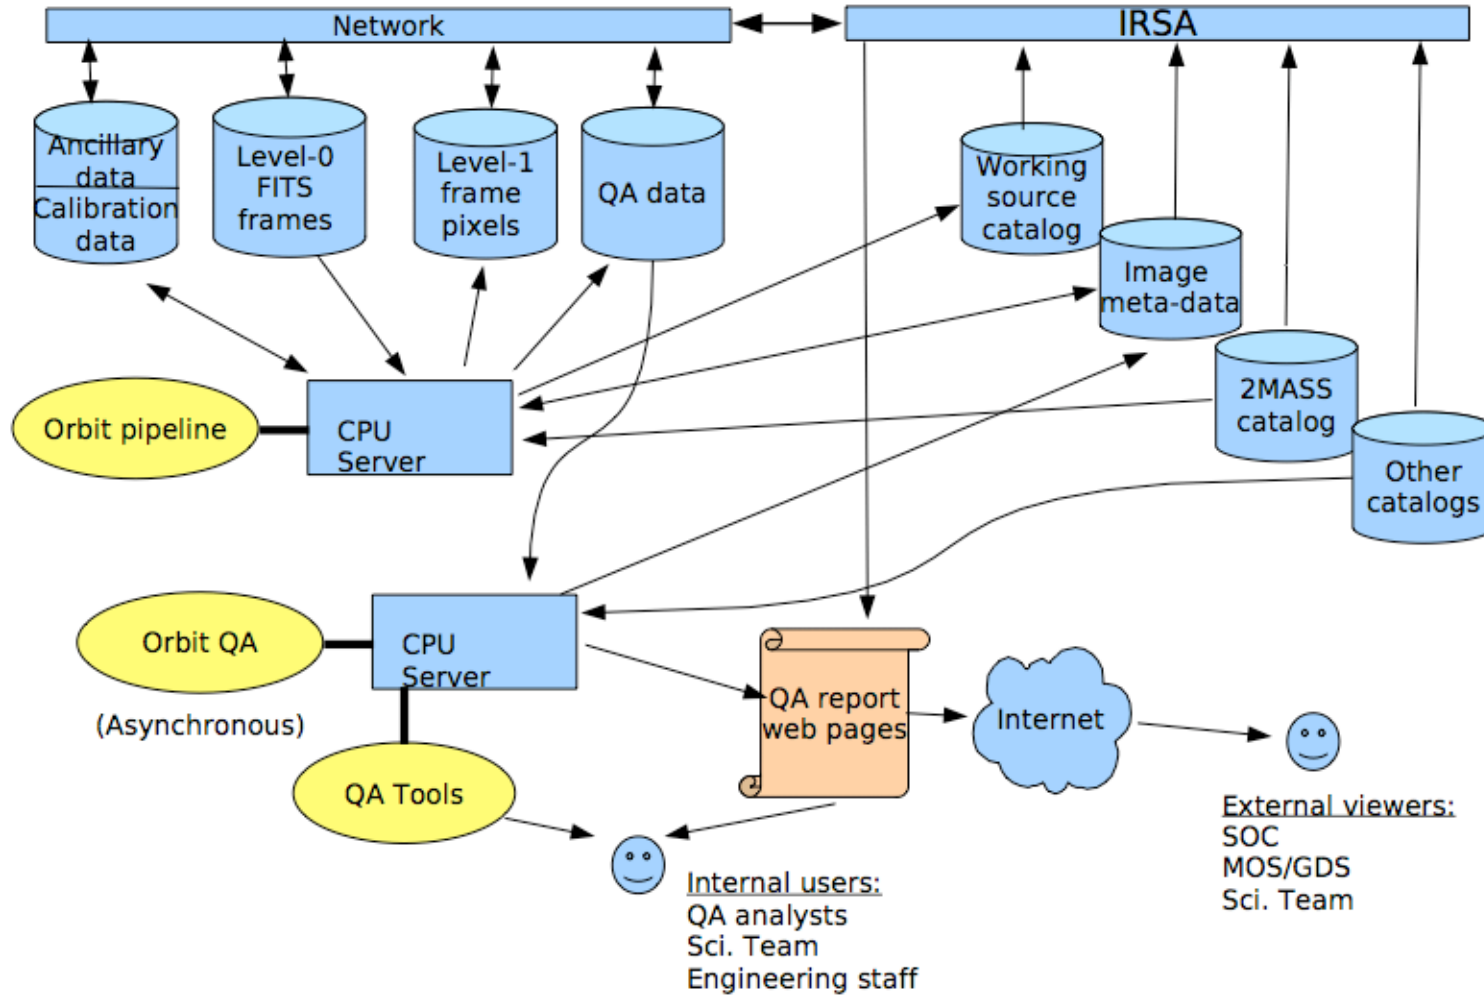 Network
IRSA
Ancillary
data
Calibration
data
Level-0
FITS
frames
Level-1
frame
pixels
QA data
Working
source
catalog
Image
meta-data
2MASS
catalog
Other
catalogs
Orbit pipeline
CPU
Server
Orbit QA
(Asynchronous)
CPU
Server
QA Tools
QA report
web pages
Internet
External viewers:
SOC
MOS/GDS
Sci. Team
Internal users:
QA analysts
Sci. Team
Engineering staff